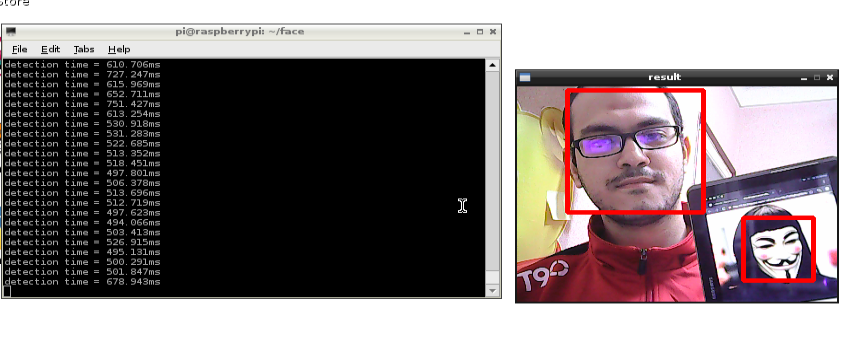 store
pi@raspberrypi: ~/face
File Edit Tabs Help
detection time = 610.706ms
detection time = 727.247ms
detection time = 615.969ms
detection time = 652.711ms
detection time = 751.427ms
detection time = 613.254ms
detection time = 530.918ms
detection time = 531.283ms
detection time = 522.685ms
detection time = 513.352ms
detection time = 518.451ms
detection time = 497.801ms
detection time = 506.378ms
detection time = 513.696ms
detection time = 512.719ms
detection time = 497.623ms
detection time = 494.066ms
detection time = 503.413ms
detection time = 526.915ms
detection time = 495.131ms
detection time = 500.291ms
detection time = 501.847ms
detection time = 678.943ms
result
T90
SAMSUNG